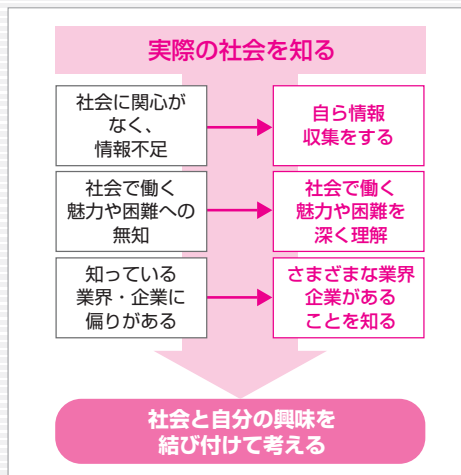 実際の社会を知る
社会に関心が
なく、
情報不足
自ら情報
収集をする
社会で働く
魅力や困難への
無知
社会で働く
魅力や困難を
深く理解
知っている
業界・企業に
偏りがある
さまざまな業界
企業がある
ことを知る
社会と自分の興味を
結び付けて考える